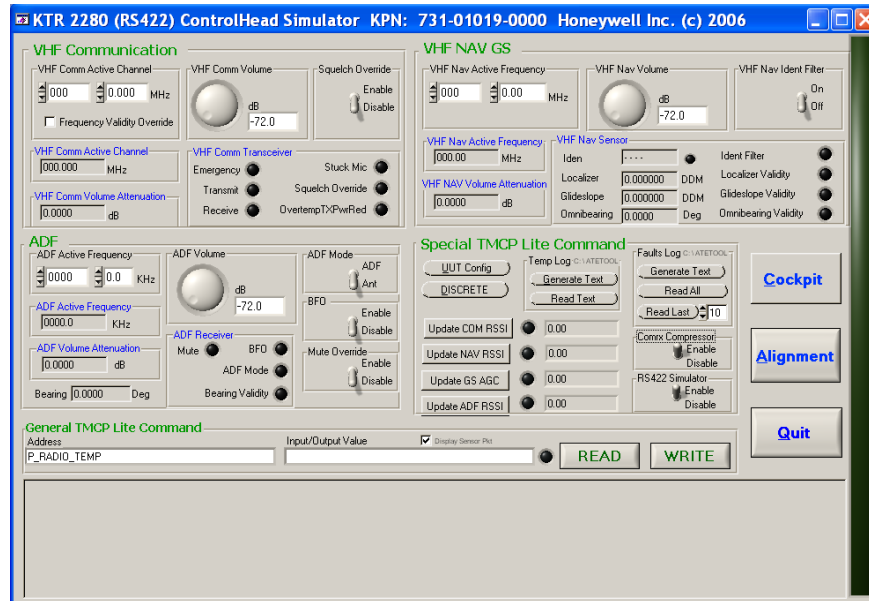 KTR 2280 (RS422) ControlHead Simulator KPN: 731-01019-0000 Honeywell Inc. (c) 2006
VHF Communication
VHF Comm Active Channel
000
0.000
MHz
Frequency Validity Override
VHF Comm Volume
dB
-72.0
Squelch Override
Enable
Disable
VHF Comm Active Channel
000.000
MHz
VHF Comm Volume Attenuation
0.0000
dB
VHF Comm Transceiver
Emergency
Stuck Mic
Transmit
Squelch Override
Receive
OvertempTXPwrRed
VHF NAV GS
VHF Nav Active Frequency
000
0.00
MHz
VHF Nav Volume
dB
-72.0
VHF Nav Ident Filter
On
Off
VHF Nav Active Frequency
000.00
MHz
VHF NAV Volume Attenuation
0.0000
dB
VHF Nav Sensor
Iden
- - - -
Ident Filter
Localizer
0.000000
DDM
Localizer Validity
Glideslope
0.000000
DDM
Glideslope Validity
Omnibearing
0.0000
Deg
Omnibearing Validity
ADF
ADF Active Frequency
0000
0.0
KHz
ADF Volume
dB
-72.0
ADF Mode
ADF
Ant
BFO
Enable
Disable
Mute Override
Enable
Disable
ADF Active Frequency
0000.0
KHz
ADF Volume Attenuation
0.0000
dB
Bearing
0.0000
Deg
ADF Receiver
Mute
BFO
ADF Mode
Bearing Validity
Special TMCP Lite Command
UUT Config
DISCRETE
Temp Log C:\ATETOOL
Generate Text
Read Text
Faults Log C:\ATETOOL
Generate Text
Read All
Read Last
10
Update COM RSSI
0.00
Update NAV RSSI
0.00
Update GS AGC
0.00
Update ADF RSSI
0.00
Comrx Compressor
Enable
Disable
RS422 Simulator
Enable
Disable
Cockpit
Alignment
Quit
General TMCP Lite Command
Address
P_RADIO_TEMP
Input/Output Value
Display Sensor Pkt
READ
WRITE